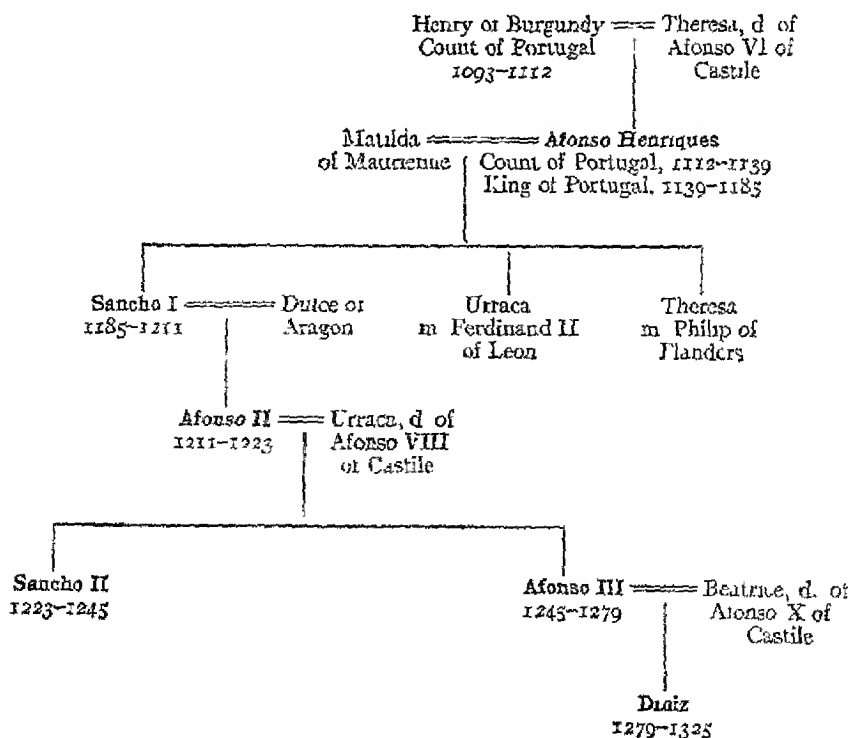 Henry of Burgundy == Theresa, d of
Count of Portugal Afonso VI of
1093–1112 Castile
Matilda == Afonso Henriques
of Maurienne Count of Portugal, 1112–1139
King of Portugal, 1139–1185
Sancho I == Dulce of Urraca Theresa
1185–1211 Aragon m Ferdinand II m Philip of
of Leon Flanders
Afonso II == Urraca, d of
1211–1223 Afonso VIII
of Castile
Sancho II Afonso III == Beatrice, d. of
1223–1245 1245–1279 Afonso X of
Castile
Diniz
1279–1325